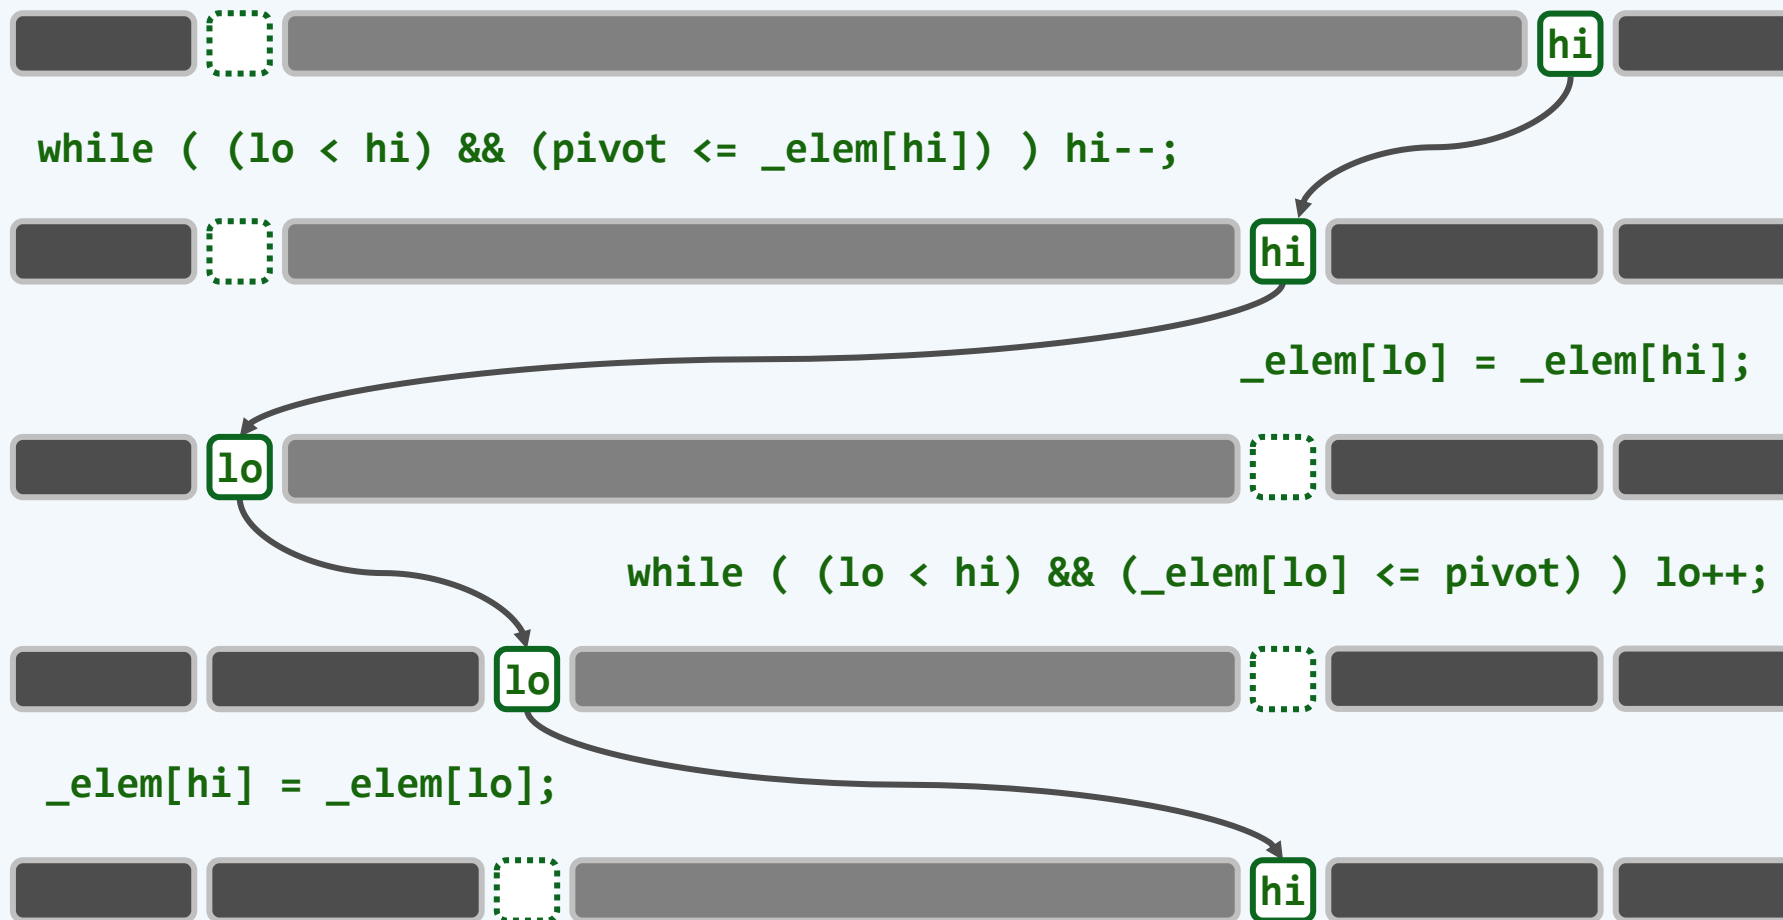 hi
while ( (lo < hi) && (pivot <= _elem[hi]) ) hi--;
hi
_elem[lo] = _elem[hi];
lo
while ( (lo < hi) && (_elem[lo] <= pivot) ) lo++;
lo
_elem[hi] = _elem[lo];
hi